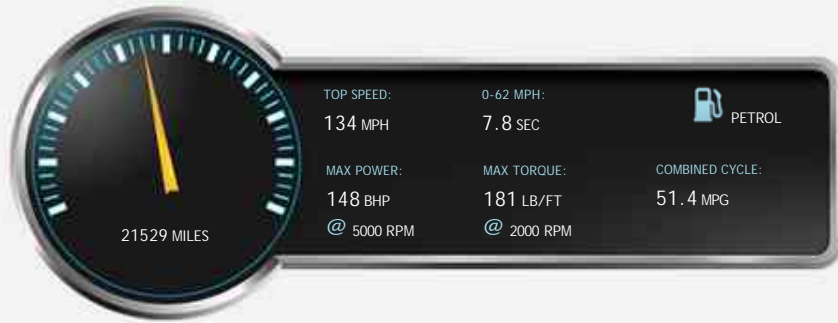 TOP SPEED:
134 MPH
0-62 MPH:
7.8 SEC
PETROL
MAX POWER:
148 BHP
@ 5000 RPM
MAX TORQUE:
181 LB/FT
@ 2000 RPM
COMBINED CYCLE:
51.4 MPG
21529 MILES